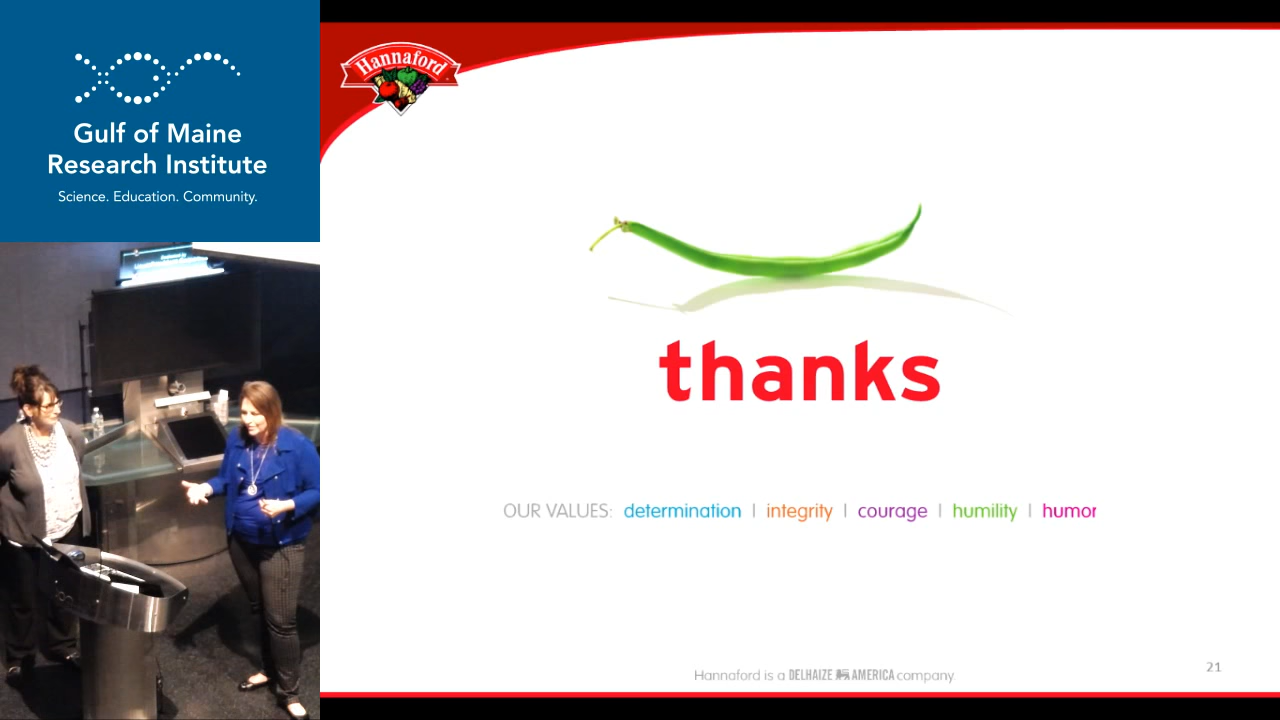 Gulf of Maine
Research Institute
Science. Education. Community.
Hannaford
thanks
OUR VALUES: determination | integrity | courage | humility | humor
Hannaford is a DELHAIZE AMERICA company.
21